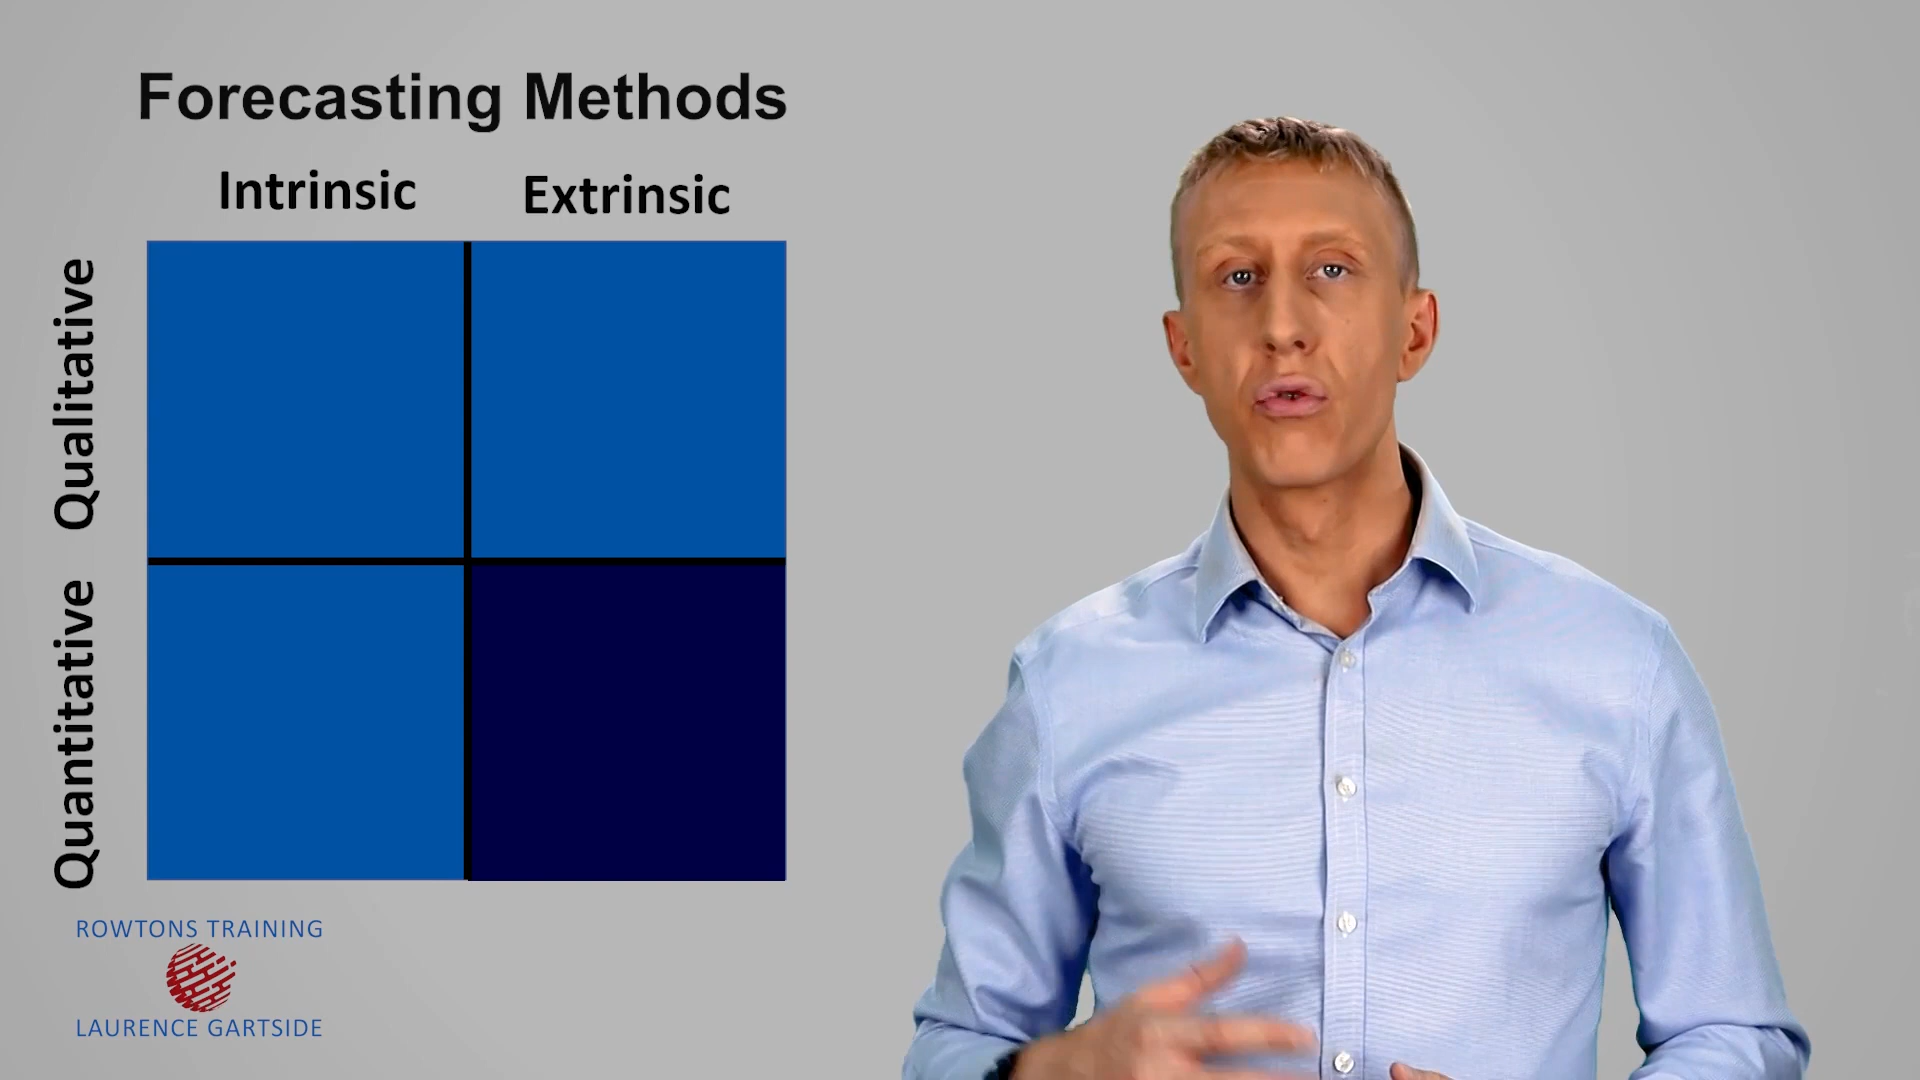 Forecasting Methods
Intrinsic
Extrinsic
Qualitative
Quantitative
ROWTONS TRAINING
LAURENCE GARTSIDE